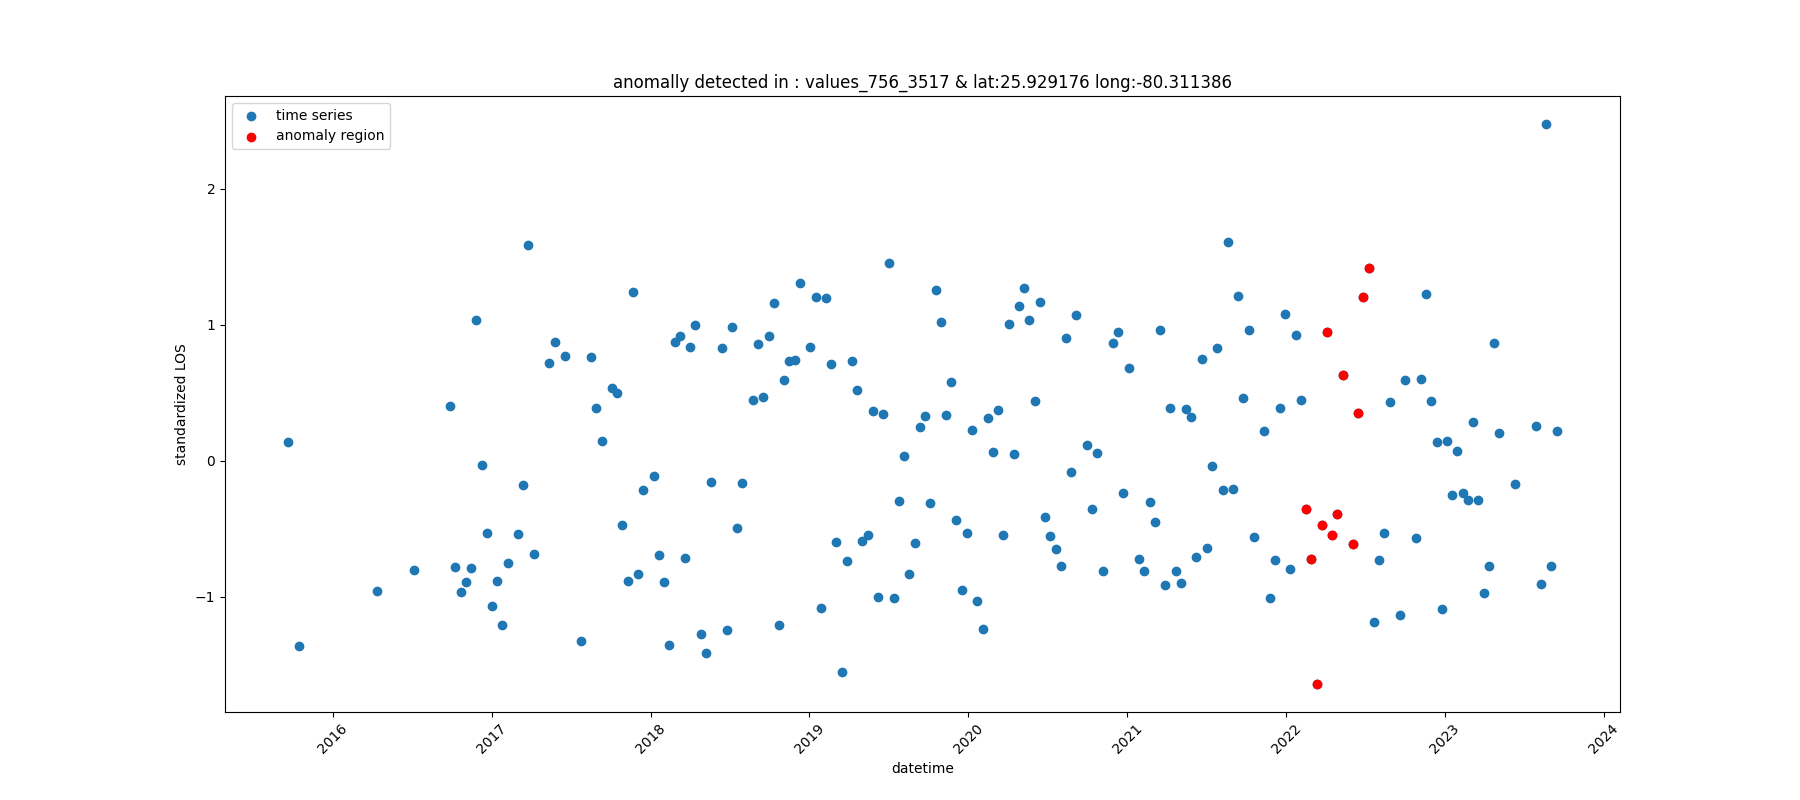 anomally detected in : values_756_3517 & lat:25.929176 long:-80.311386
time series
anomaly region
standardized LOS
2
1
0
−1
2016
2017
2018
2019
2020
2021
2022
2023
2024
datetime